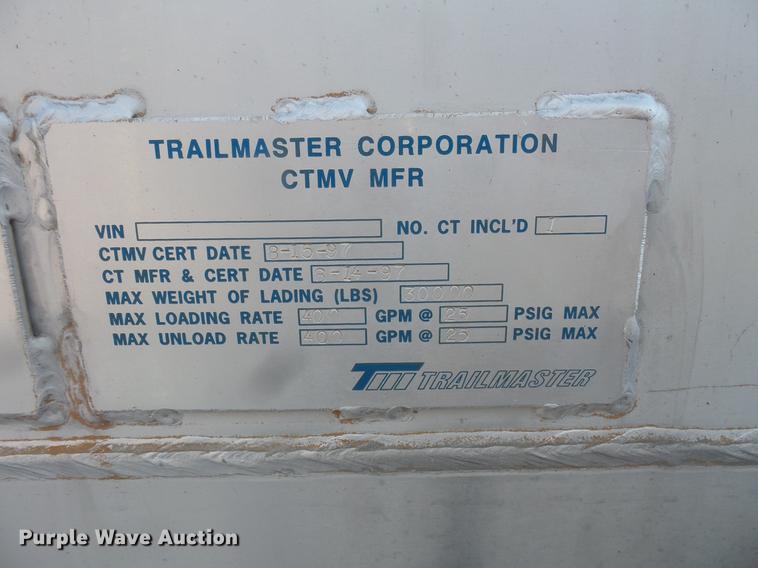 TRAILMASTER CORPORATION
CTMV MFR
VIN NO. CT INCL'D 1
CTMV CERT DATE 8-15-97
CT MFR & CERT DATE 8-14-97
MAX WEIGHT OF LADING (LBS) 30000
MAX LOADING RATE 400 GPM @ 25 PSIG MAX
MAX UNLOAD RATE 400 GPM @ 25 PSIG MAX
TM TRAILMASTER
Purple Wave Auction